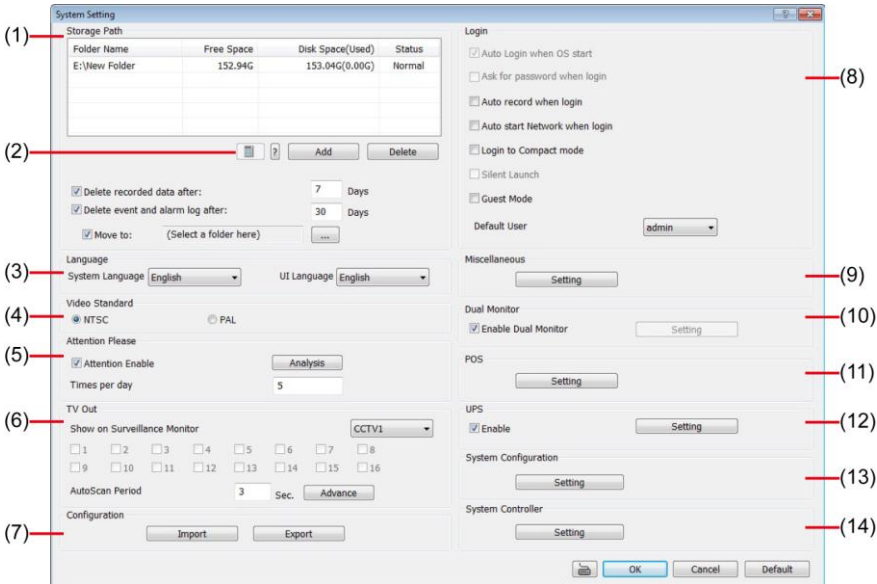 System Setting
(1)
Storage Path
Folder Name Free Space Disk Space(Used) Status
E:\New Folder 152.94G 153.04G(0.00G) Normal
(2)
? Add Delete
Delete recorded data after: 7 Days
Delete event and alarm log after: 30 Days
Move to: (Select a folder here) ...
Language
(3)
System Language English UI Language English
Video Standard
(4)
NTSC PAL
Attention Please
(5)
Attention Enable Analysis
Times per day 5
TV Out
(6)
Show on Surveillance Monitor CCTV1
1 2 3 4 5 6 7 8
9 10 11 12 13 14 15 16
AutoScan Period 3 Sec. Advance
Configuration
(7)
Import Export
Login
Auto Login when OS start
(8)
Ask for password when login
Auto record when login
Auto start Network when login
Login to Compact mode
Silent Launch
Guest Mode
Default User admin
Miscellaneous
Setting
(9)
Dual Monitor
(10)
Enable Dual Monitor Setting
POS
(11)
Setting
UPS
(12)
Enable Setting
System Configuration
(13)
Setting
System Controller
(14)
Setting
OK Cancel Default